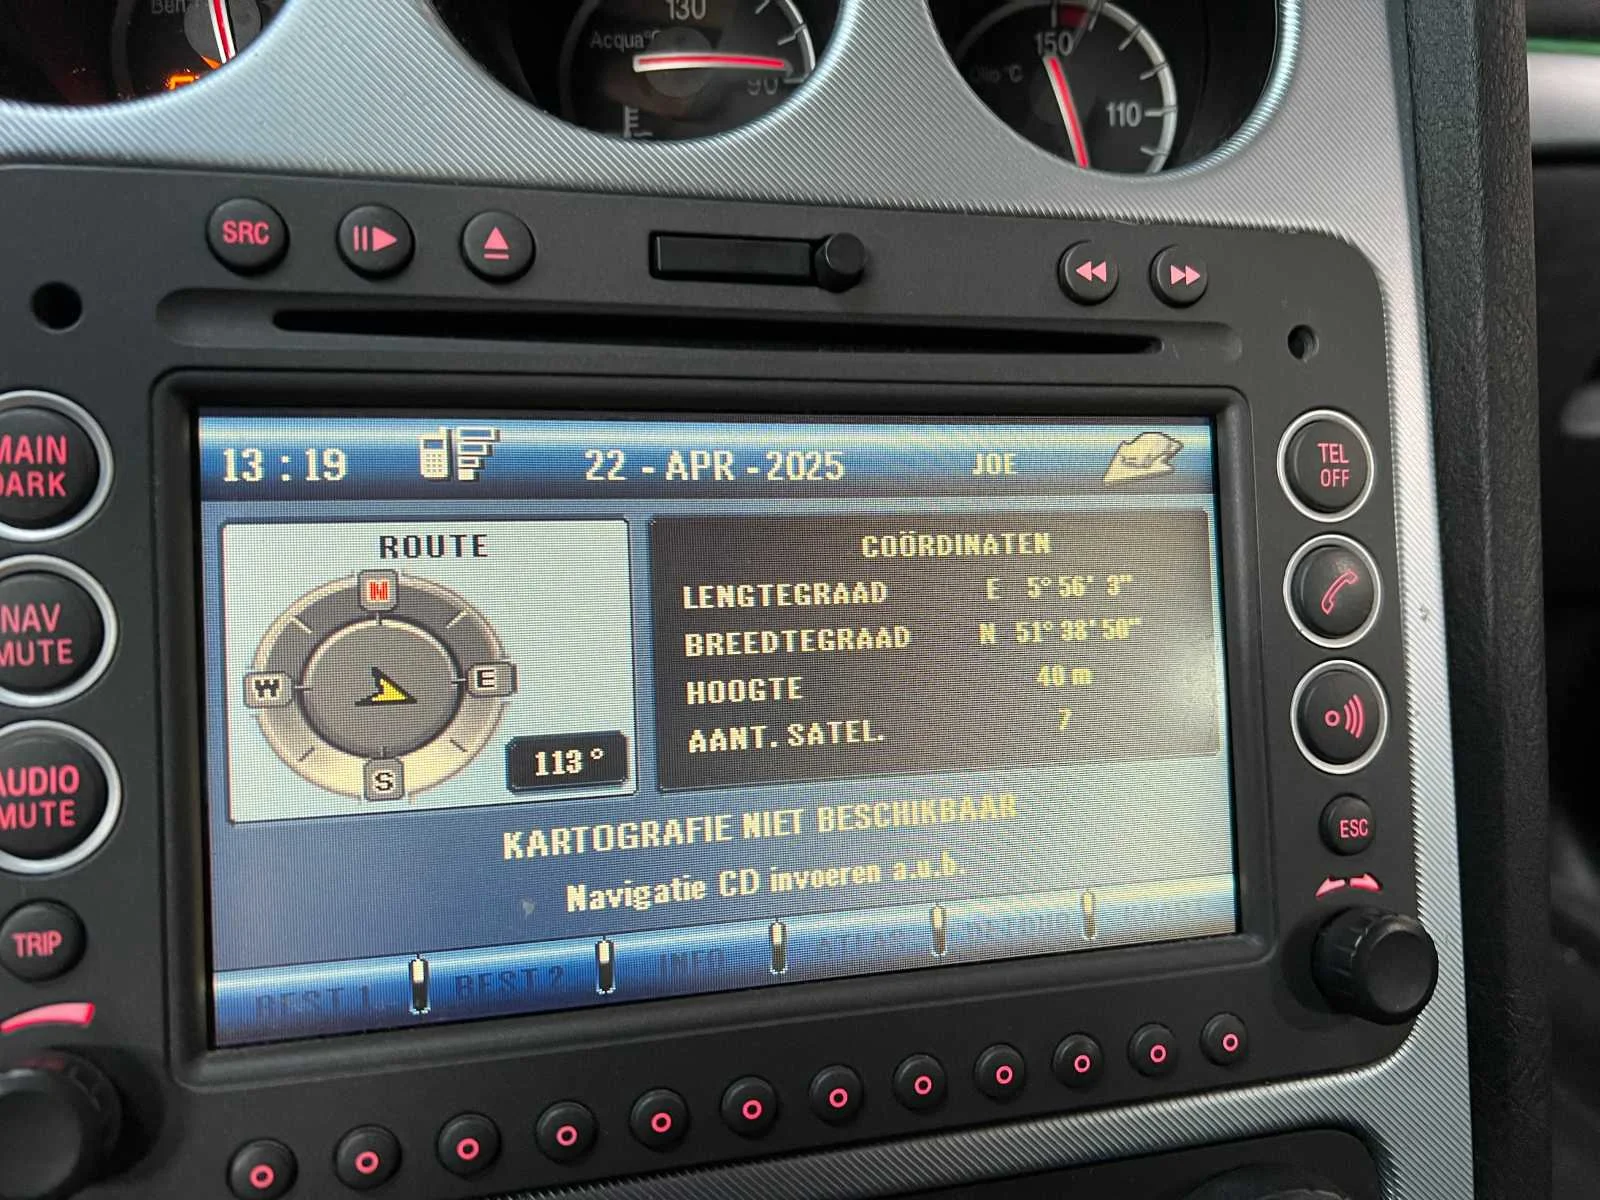 Ben
130
Acqua°C
90
150
Olio °C
110
SRC
MAIN
DARK
NAV
MUTE
AUDIO
MUTE
TRIP
TEL
OFF
ESC
13 : 19
22 - APR - 2025
JOE
ROUTE
N
W
E
S
113 °
COÖRDINATEN
LENGTEGRAAD E 5° 56' 3"
BREEDTEGRAAD N 51° 38' 50"
HOOGTE 40 m
AANT. SATEL. 7
KARTOGRAFIE NIET BESCHIKBAAR
Navigatie CD invoeren a.u.b.
BEST 1 BEST 2 INFO ATLAS